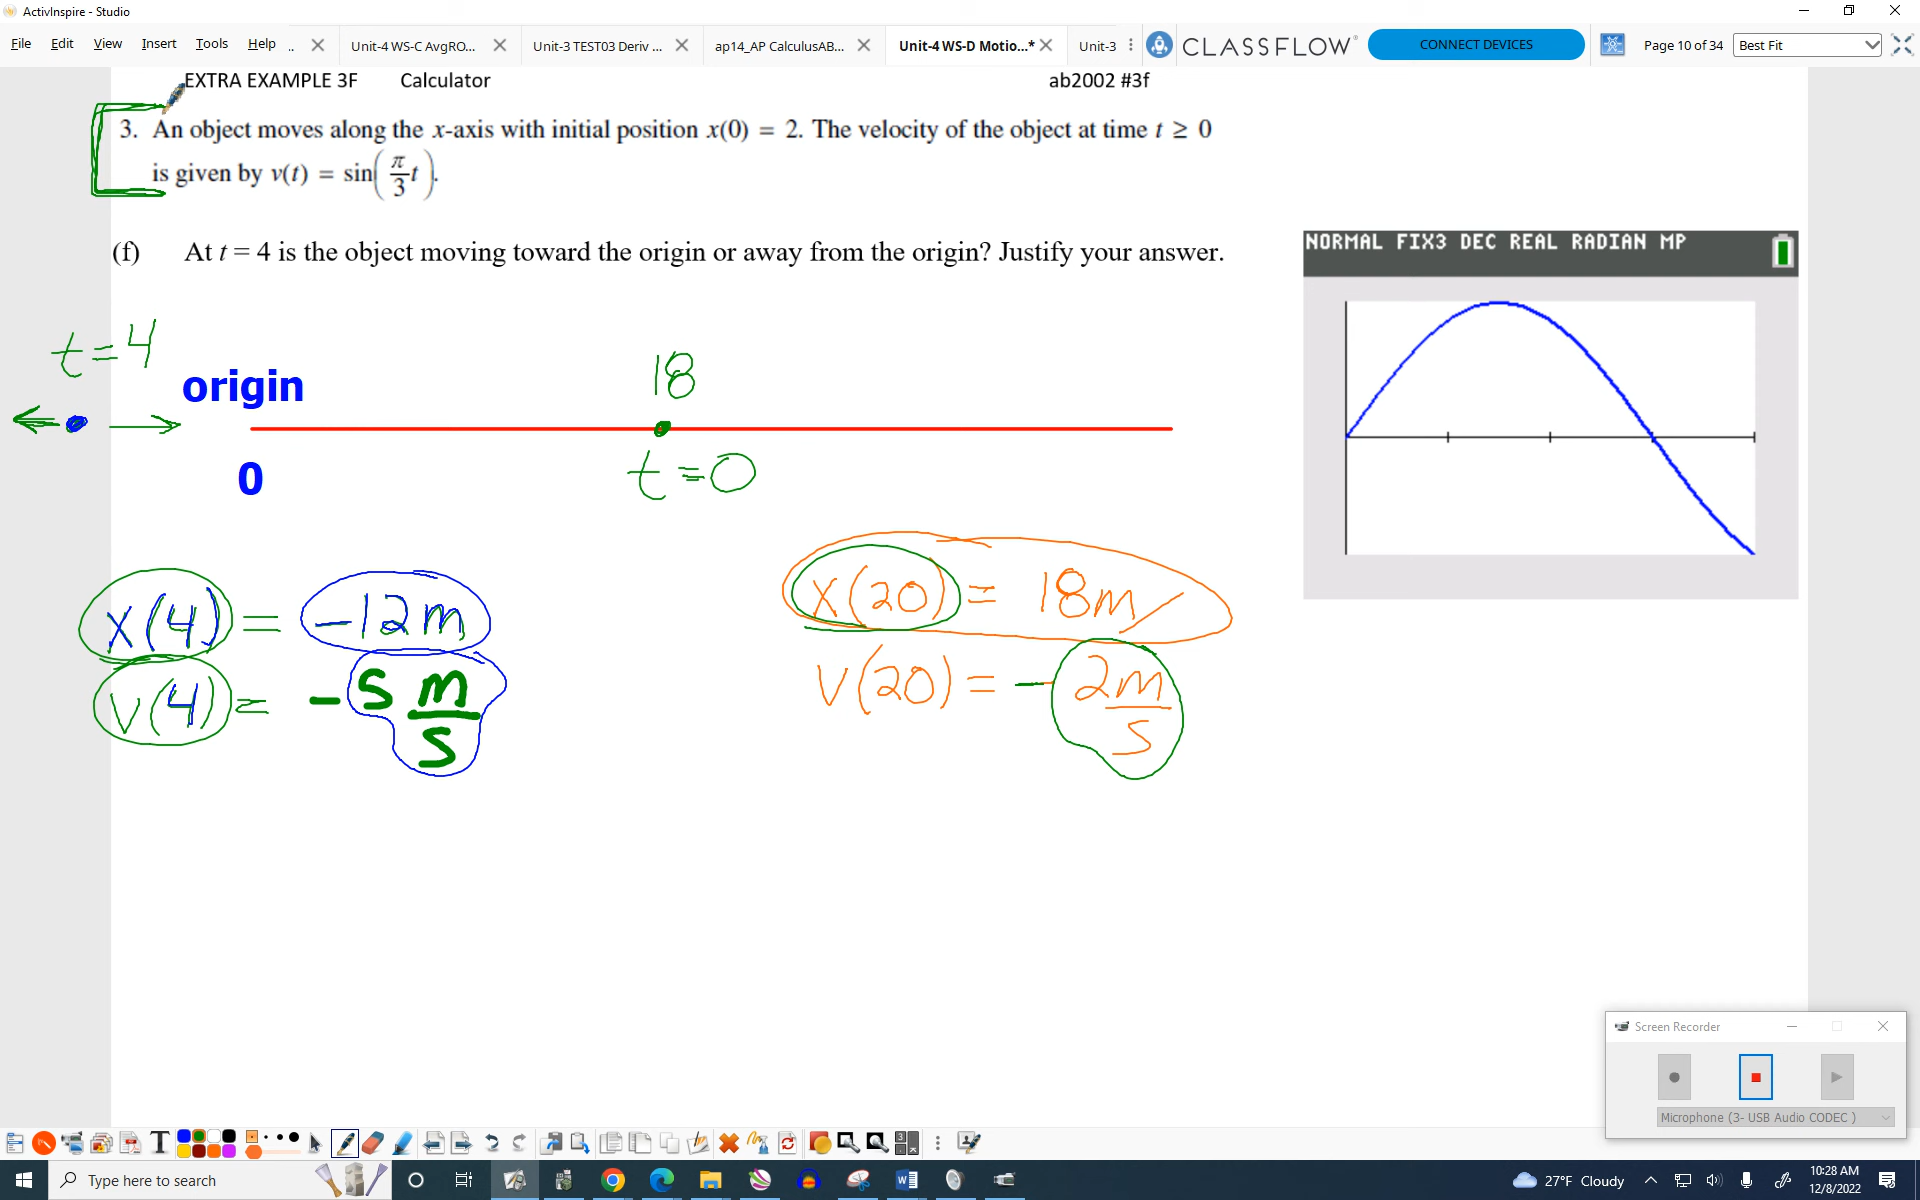 ActivInspire - Studio
File Edit View Insert Tools Help .. Unit-4 WS-C AvgRO... Unit-3 TEST03 Deriv ... ap14_AP CalculusAB... Unit-4 WS-D Motio...* Unit-3 CLASSFLOW CONNECT DEVICES Page 10 of 34 Best Fit
EXTRA EXAMPLE 3F Calculator ab2002 #3f
3. An object moves along the x-axis with initial position x(0) = 2. The velocity of the object at time t ≥ 0
is given by v(t) = sin(π/3 t).
(f) At t = 4 is the object moving toward the origin or away from the origin? Justify your answer.
NORMAL FIX3 DEC REAL RADIAN MP
t = 4
origin
18
0
t = 0
x(4) = -12m
v(4) = -5 m/s
x(20) = 18m
v(20) = -2m/s
Screen Recorder
Microphone (3- USB Audio CODEC )
T
Type here to search
27°F Cloudy
10:28 AM
12/8/2022